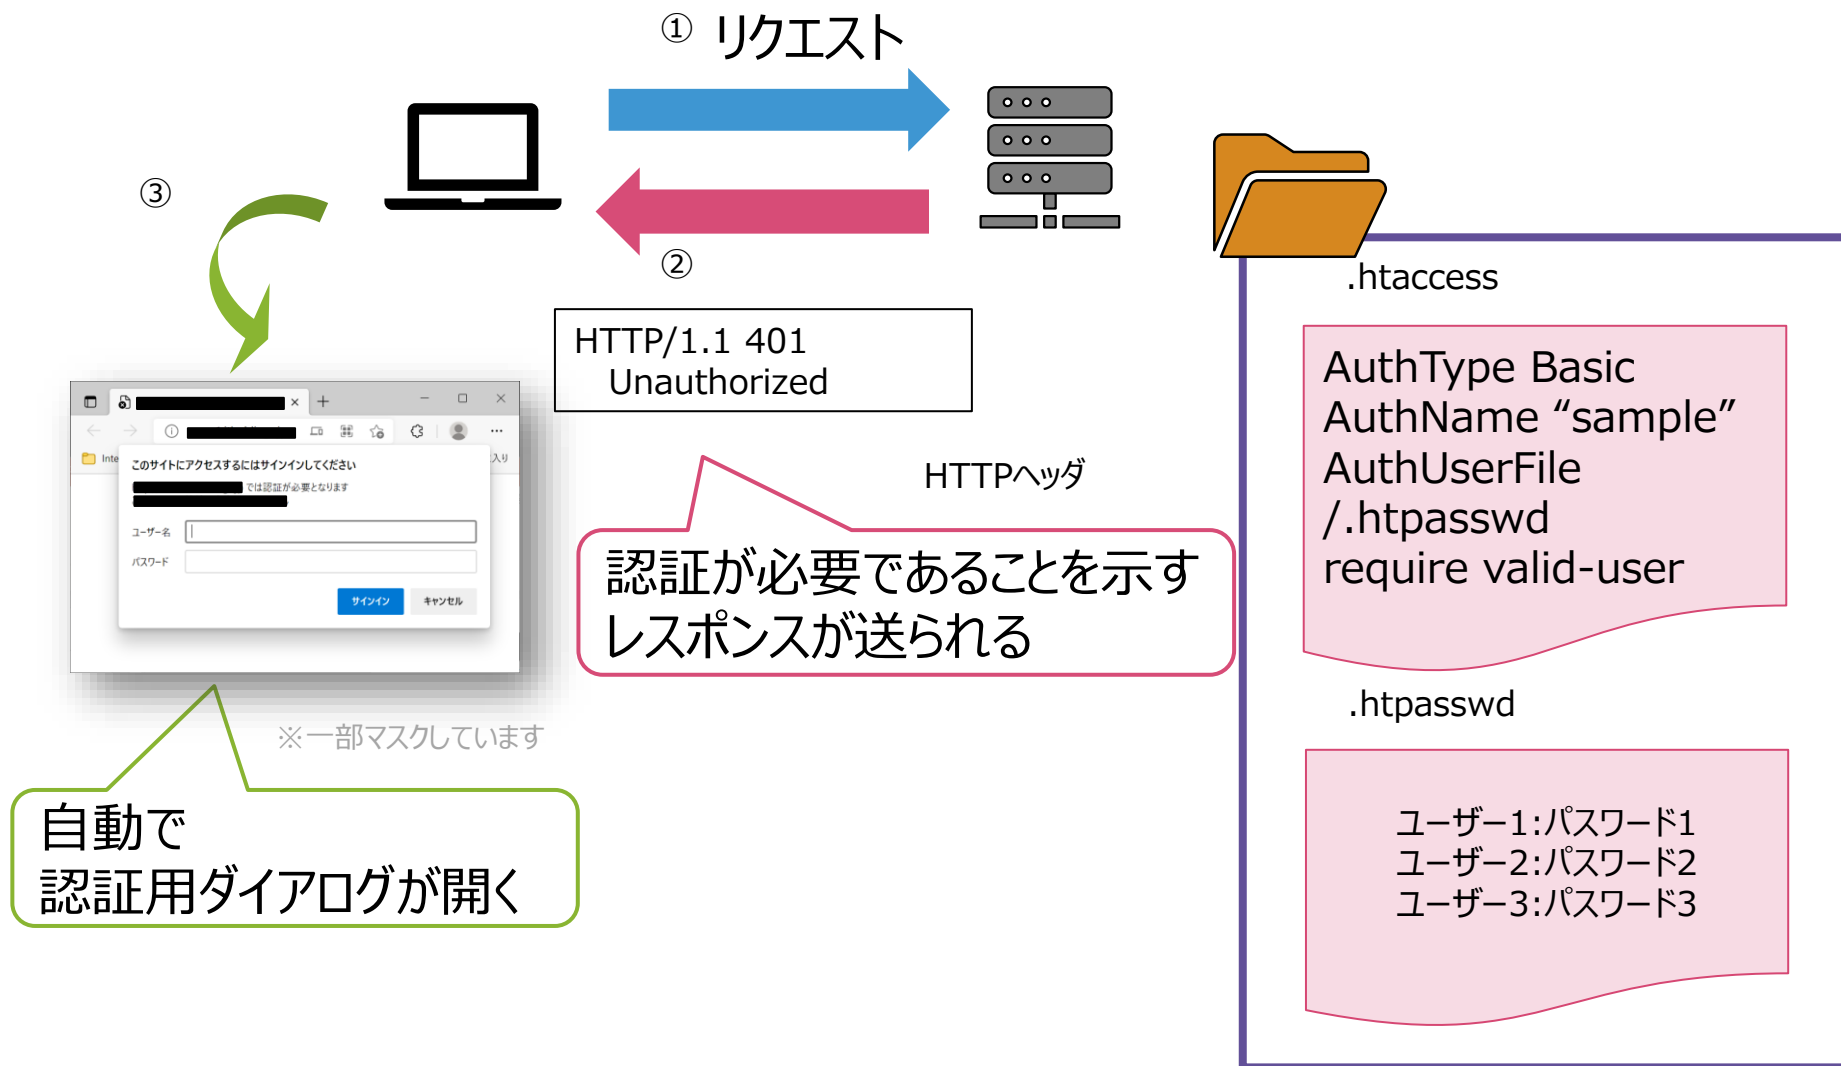 ① リクエスト
③
②
HTTP/1.1 401
Unauthorized
HTTPヘッダ
認証が必要であることを示す
レスポンスが送られる
Inte
入り
このサイトにアクセスするにはサインインしてください
では認証が必要となります
ユーザー名
パスワード
サインイン
キャンセル
※一部マスクしています
自動で
認証用ダイアログが開く
.htaccess
AuthType Basic
AuthName “sample”
AuthUserFile
/.htpasswd
require valid-user
.htpasswd
ユーザー1:パスワード1
ユーザー2:パスワード2
ユーザー3:パスワード3